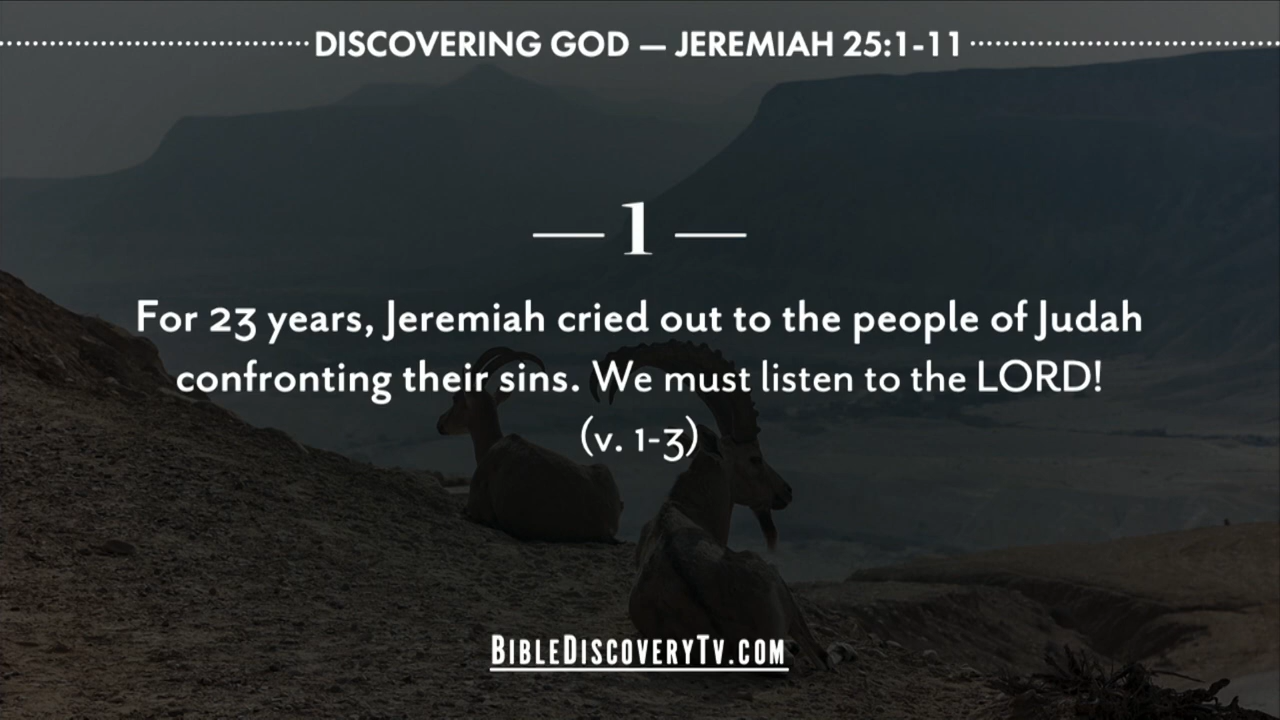 DISCOVERING GOD — JEREMIAH 25:1-11
— 1 —
For 23 years, Jeremiah cried out to the people of Judah
confronting their sins. We must listen to the LORD!
(v. 1-3)
BIBLEDISCOVERYTV.COM